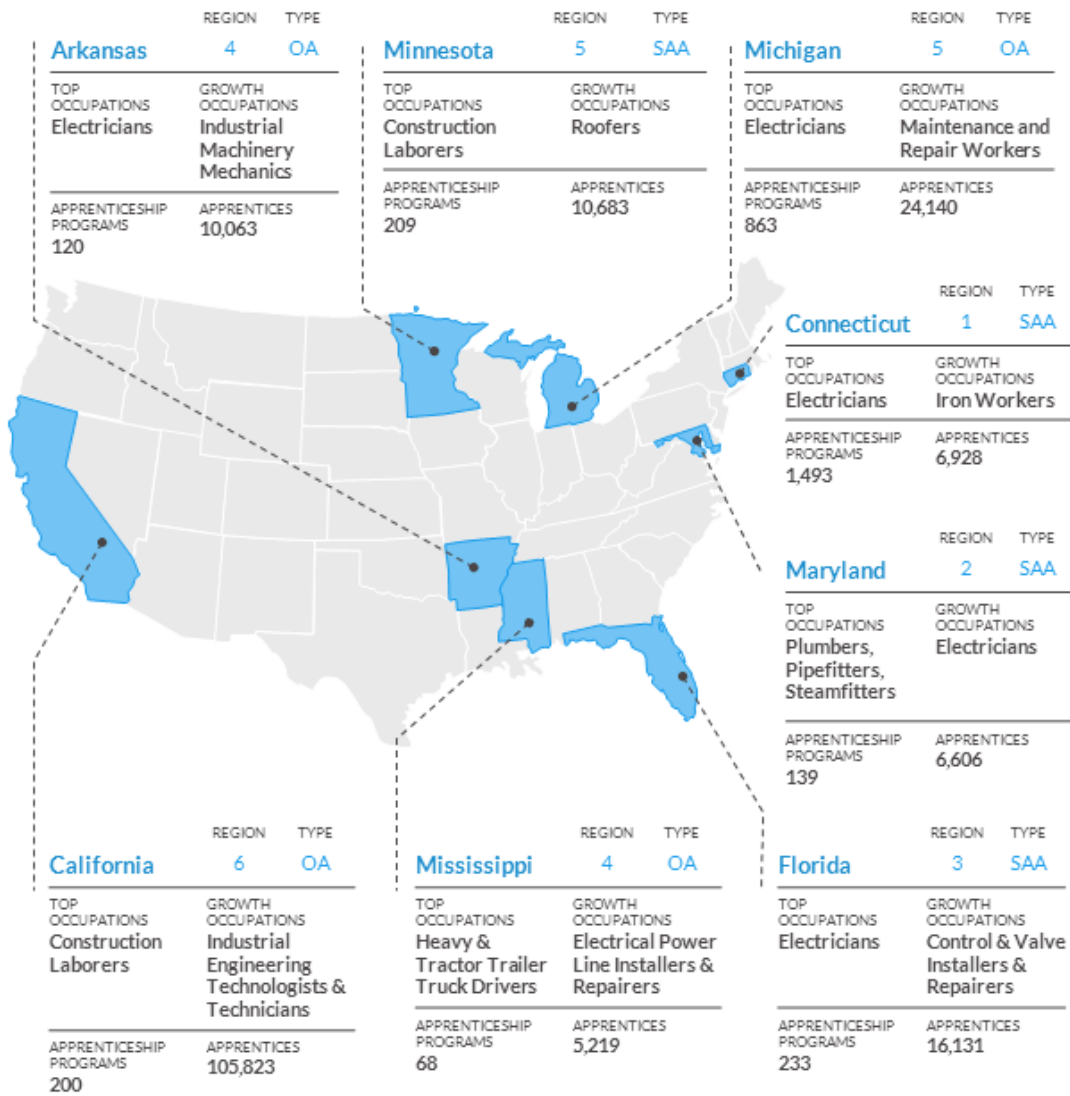 REGION TYPE
Arkansas 4 OA
TOP
OCCUPATIONS
Electricians
GROWTH
OCCUPATIONS
Industrial
Machinery
Mechanics
APPRENTICESHIP
PROGRAMS
120
APPRENTICES
10,063
REGION TYPE
Minnesota 5 SAA
TOP
OCCUPATIONS
Construction
Laborers
GROWTH
OCCUPATIONS
Roofers
APPRENTICESHIP
PROGRAMS
209
APPRENTICES
10,683
REGION TYPE
Michigan 5 OA
TOP
OCCUPATIONS
Electricians
GROWTH
OCCUPATIONS
Maintenance and
Repair Workers
APPRENTICESHIP
PROGRAMS
863
APPRENTICES
24,140
REGION TYPE
Connecticut 1 SAA
TOP
OCCUPATIONS
Electricians
GROWTH
OCCUPATIONS
Iron Workers
APPRENTICESHIP
PROGRAMS
1,493
APPRENTICES
6,928
REGION TYPE
Maryland 2 SAA
TOP
OCCUPATIONS
Plumbers,
Pipefitters,
Steamfitters
GROWTH
OCCUPATIONS
Electricians
APPRENTICESHIP
PROGRAMS
139
APPRENTICES
6,606
REGION TYPE
California 6 OA
TOP
OCCUPATIONS
Construction
Laborers
GROWTH
OCCUPATIONS
Industrial
Engineering
Technologists &
Technicians
APPRENTICESHIP
PROGRAMS
200
APPRENTICES
105,823
REGION TYPE
Mississippi 4 OA
TOP
OCCUPATIONS
Heavy &
Tractor Trailer
Truck Drivers
GROWTH
OCCUPATIONS
Electrical Power
Line Installers &
Repairers
APPRENTICESHIP
PROGRAMS
68
APPRENTICES
5,219
REGION TYPE
Florida 3 SAA
TOP
OCCUPATIONS
Electricians
GROWTH
OCCUPATIONS
Control & Valve
Installers &
Repairers
APPRENTICESHIP
PROGRAMS
233
APPRENTICES
16,131